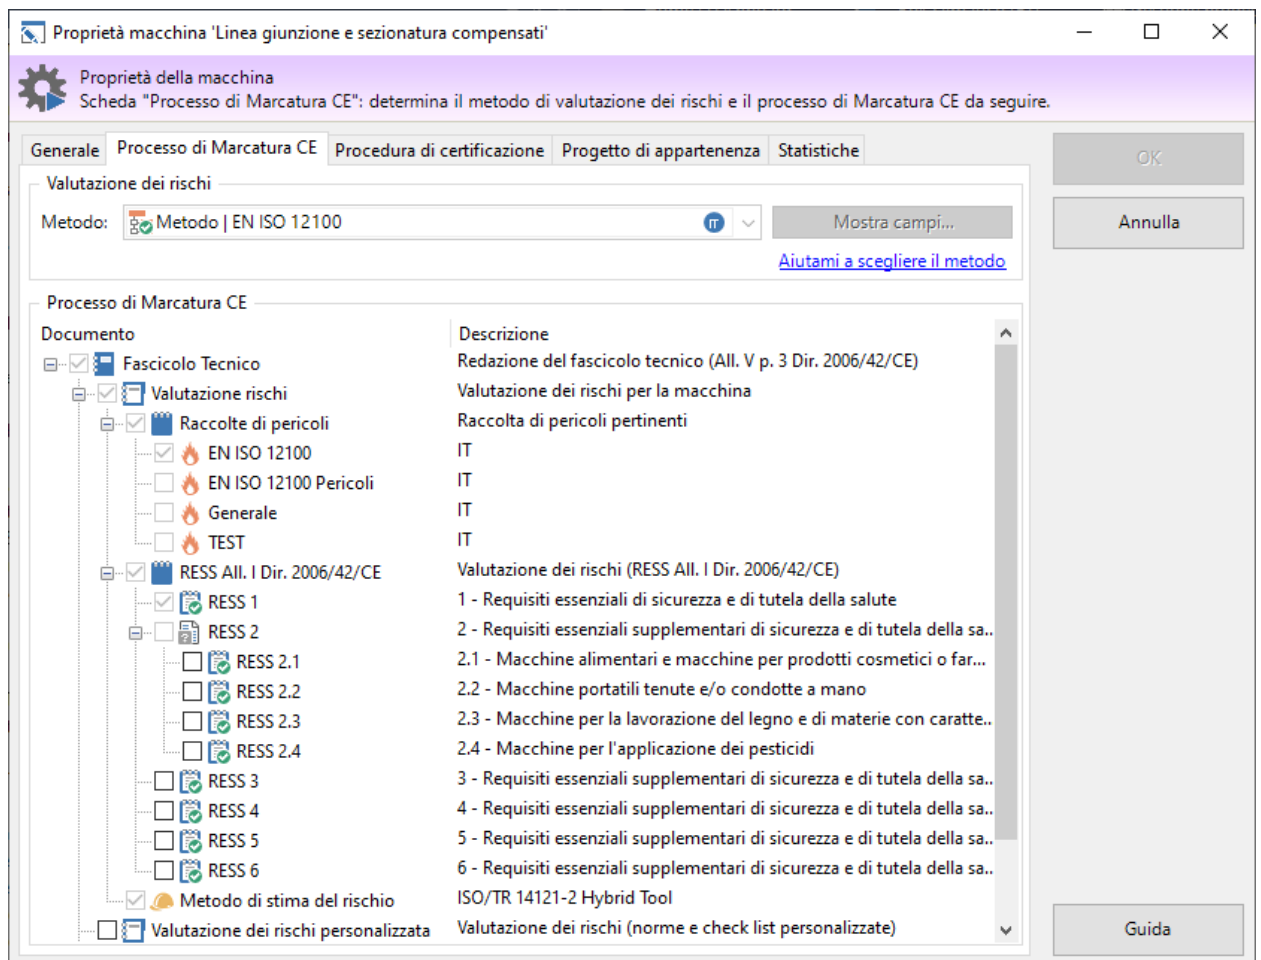 Proprietà macchina 'Linea giunzione e sezionatura compensati'
Proprietà della macchina
Scheda "Processo di Marcatura CE": determina il metodo di valutazione dei rischi e il processo di Marcatura CE da seguire.
Generale Processo di Marcatura CE Procedura di certificazione Progetto di appartenenza Statistiche
OK
Valutazione dei rischi
Metodo: Metodo | EN ISO 12100 IT Mostra campi... Annulla
Aiutami a scegliere il metodo
Processo di Marcatura CE
Documento Descrizione
Fascicolo Tecnico Redazione del fascicolo tecnico (All. V p. 3 Dir. 2006/42/CE)
Valutazione rischi Valutazione dei rischi per la macchina
Raccolte di pericoli Raccolta di pericoli pertinenti
EN ISO 12100 IT
EN ISO 12100 Pericoli IT
Generale IT
TEST IT
RESS All. I Dir. 2006/42/CE Valutazione dei rischi (RESS All. I Dir. 2006/42/CE)
RESS 1 1 - Requisiti essenziali di sicurezza e di tutela della salute
RESS 2 2 - Requisiti essenziali supplementari di sicurezza e di tutela della sa..
RESS 2.1 2.1 - Macchine alimentari e macchine per prodotti cosmetici o far...
RESS 2.2 2.2 - Macchine portatili tenute e/o condotte a mano
RESS 2.3 2.3 - Macchine per la lavorazione del legno e di materie con caratte..
RESS 2.4 2.4 - Macchine per l'applicazione dei pesticidi
RESS 3 3 - Requisiti essenziali supplementari di sicurezza e di tutela della sa..
RESS 4 4 - Requisiti essenziali supplementari di sicurezza e di tutela della sa..
RESS 5 5 - Requisiti essenziali supplementari di sicurezza e di tutela della sa..
RESS 6 6 - Requisiti essenziali supplementari di sicurezza e di tutela della sa..
Metodo di stima del rischio ISO/TR 14121-2 Hybrid Tool
Valutazione dei rischi personalizzata Valutazione dei rischi (norme e check list personalizzate)
Guida